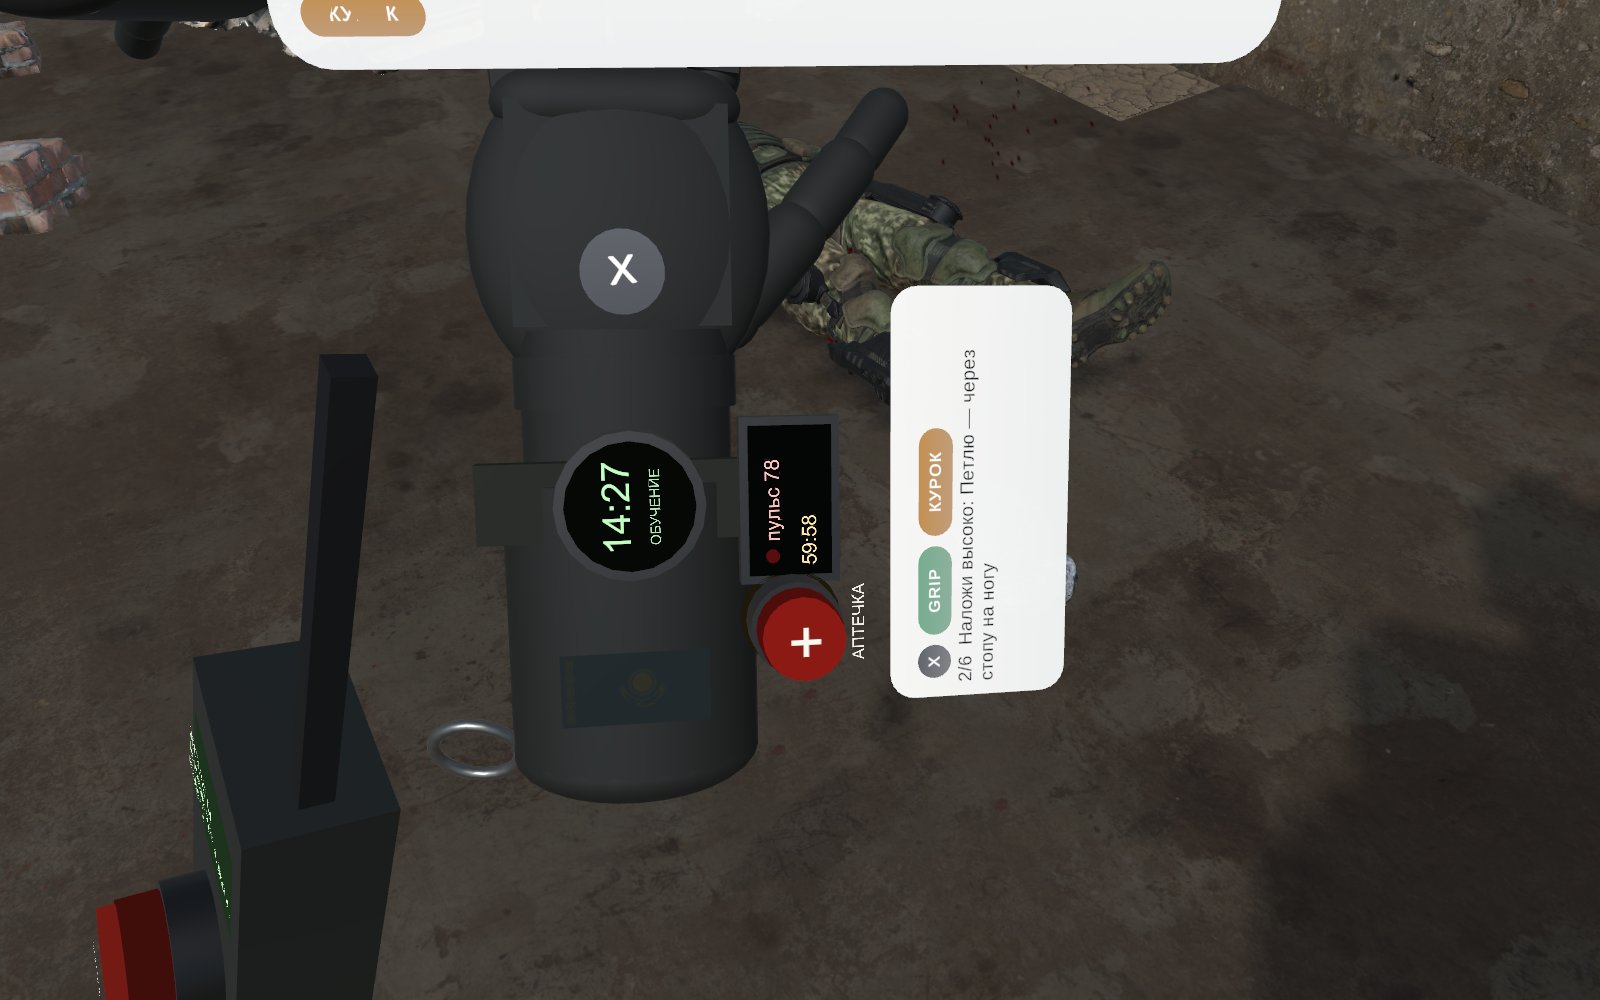 К
X
14:27
ОБУЧЕНИЕ
пульс 78
59:58
+
АПТЕЧКА
X GRIP КУРОК
2/6 Наложи высоко: Петлю — через
стопу на ногу